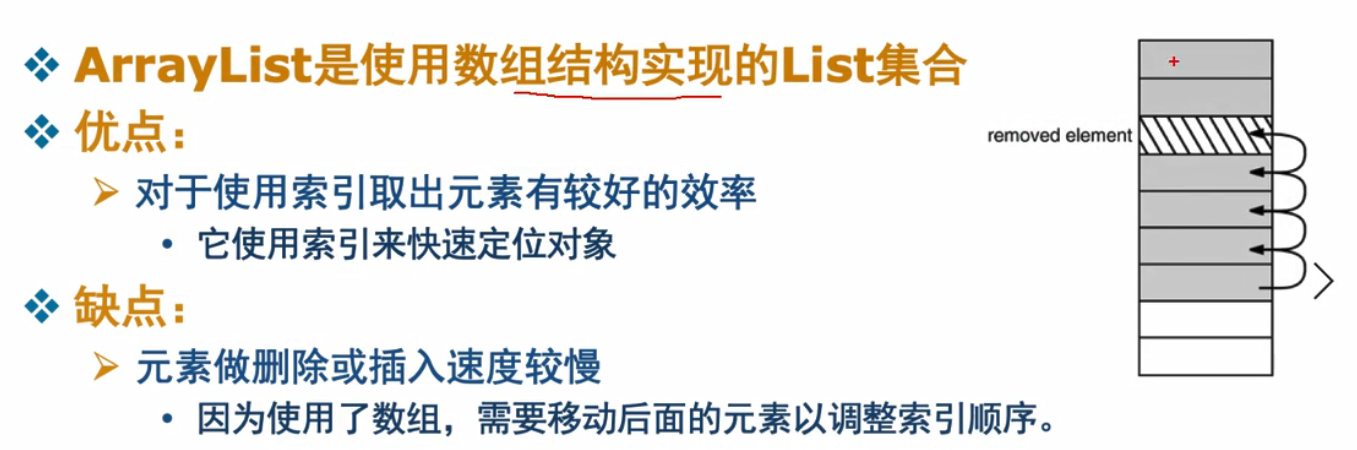 ArrayList是使用数组结构实现的List集合
优点：
对于使用索引取出元素有较好的效率
它使用索引来快速定位对象
缺点：
元素做删除或插入速度较慢
因为使用了数组，需要移动后面的元素以调整索引顺序。
removed element